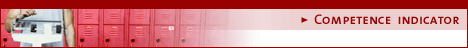 ► Competence indicator